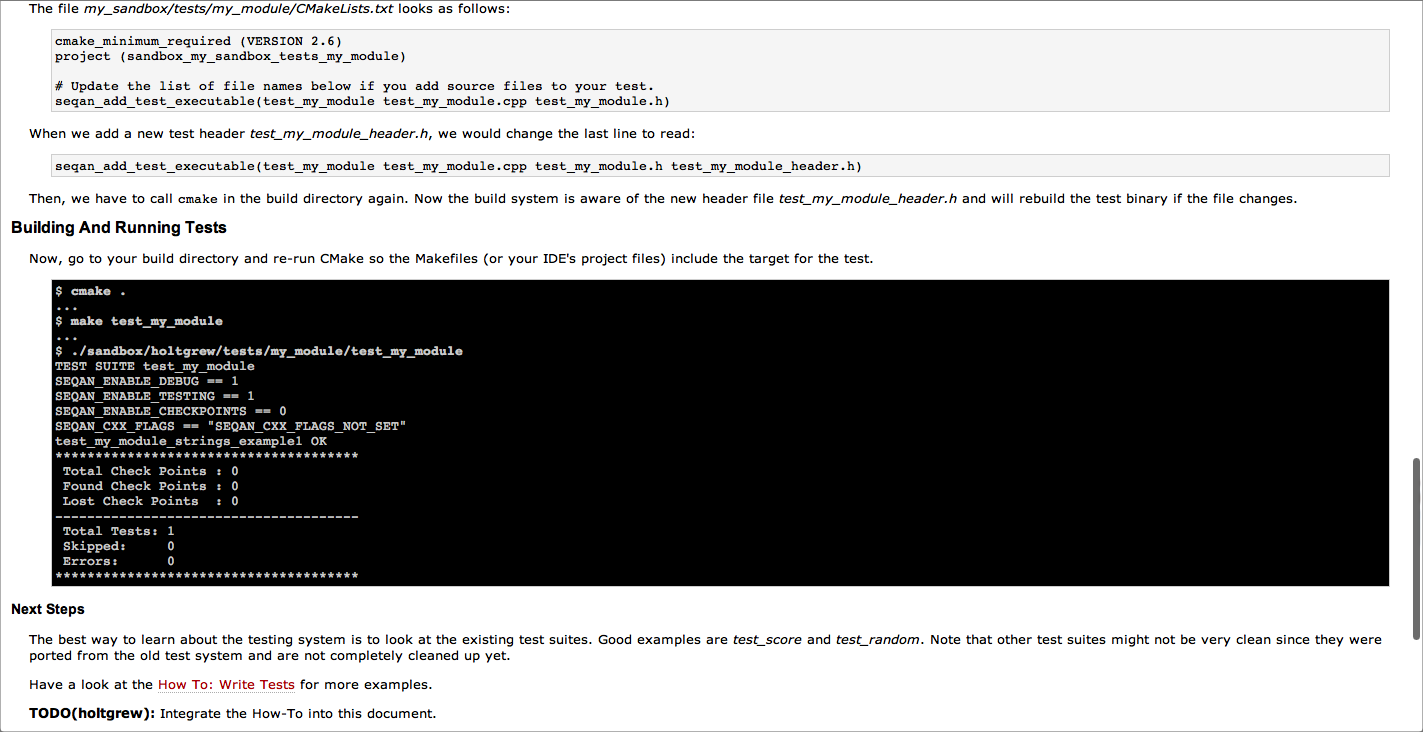 The file my_sandbox/tests/my_module/CMakeLists.txt looks as follows:
cmake_minimum_required (VERSION 2.6)
project (sandbox_my_sandbox_tests_my_module)
# Update the list of file names below if you add source files to your test.
seqan_add_test_executable(test_my_module test_my_module.cpp test_my_module.h)
When we add a new test header test_my_module_header.h, we would change the last line to read:
seqan_add_test_executable(test_my_module test_my_module.cpp test_my_module.h test_my_module_header.h)
Then, we have to call cmake in the build directory again. Now the build system is aware of the new header file test_my_module_header.h and will rebuild the test binary if the file changes.
Building And Running Tests
Now, go to your build directory and re-run CMake so the Makefiles (or your IDE's project files) include the target for the test.
$ cmake .
...
$ make test_my_module
...
$ ./sandbox/holtgrew/tests/my_module/test_my_module
TEST SUITE test_my_module
SEQAN_ENABLE_DEBUG == 1
SEQAN_ENABLE_TESTING == 1
SEQAN_ENABLE_CHECKPOINTS == 0
SEQAN_CXX_FLAGS == "SEQAN_CXX_FLAGS_NOT_SET"
test_my_module_strings_example1 OK
**************************************
Total Check Points : 0
Found Check Points : 0
Lost Check Points  : 0
--------------------------------------
Total Tests: 1
Skipped:     0
Errors:      0
**************************************
Next Steps
The best way to learn about the testing system is to look at the existing test suites. Good examples are test_score and test_random. Note that other test suites might not be very clean since they were
ported from the old test system and are not completely cleaned up yet.
Have a look at the How To: Write Tests for more examples.
TODO(holtgrew): Integrate the How-To into this document.